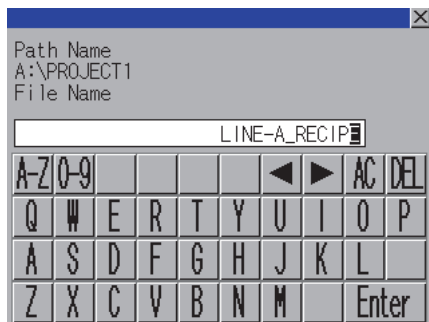 ×
Path Name
A:\PROJECT1
File Name
LINE-A_RECIPE
A-Z 0-9 ◀ ▶ AC DEL
Q W E R T Y U I O P
A S D F G H J K L
Z X C V B N M Enter